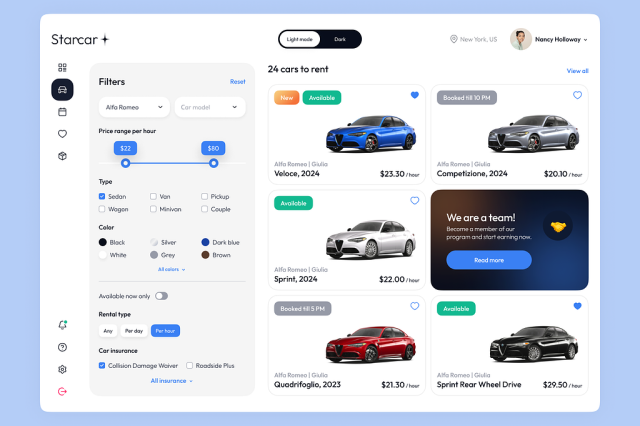 Starcar
Light mode
Dark
New York, US
Nancy Holloway
Filters
Reset
Alfa Romeo
Car model
Price range per hour
$22
$80
Type
Sedan
Van
Pickup
Wagon
Minivan
Couple
Color
Black
Silver
Dark blue
White
Grey
Brown
All colors
Available now only
Rental type
Any
Per day
Per hour
Car insurance
Collision Damage Waiver
Roadside Plus
All insurance
24 cars to rent
View all
New
Available
Alfa Romeo | Giulia
Veloce, 2024
$23.30 / hour
Booked till 10 PM
Alfa Romeo | Giulia
Competizione, 2024
$20.10 / hour
Available
Alfa Romeo | Giulia
Sprint, 2024
$22.00 / hour
We are a team!
Become a member of our
program and start earning now.
Read more
Booked till 5 PM
Alfa Romeo | Giulia
Quadrifoglio, 2023
$21.30 / hour
Available
Alfa Romeo | Giulia
Sprint Rear Wheel Drive
$29.50 / hour